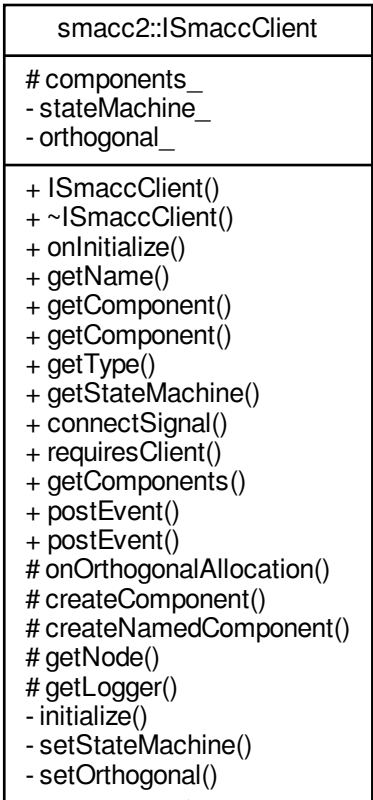 smacc2::ISmaccClient
# components_
- stateMachine_
- orthogonal_
+ ISmaccClient()
+ ~ISmaccClient()
+ onInitialize()
+ getName()
+ getComponent()
+ getComponent()
+ getType()
+ getStateMachine()
+ connectSignal()
+ requiresClient()
+ getComponents()
+ postEvent()
+ postEvent()
# onOrthogonalAllocation()
# createComponent()
# createNamedComponent()
# getNode()
# getLogger()
- initialize()
- setStateMachine()
- setOrthogonal()